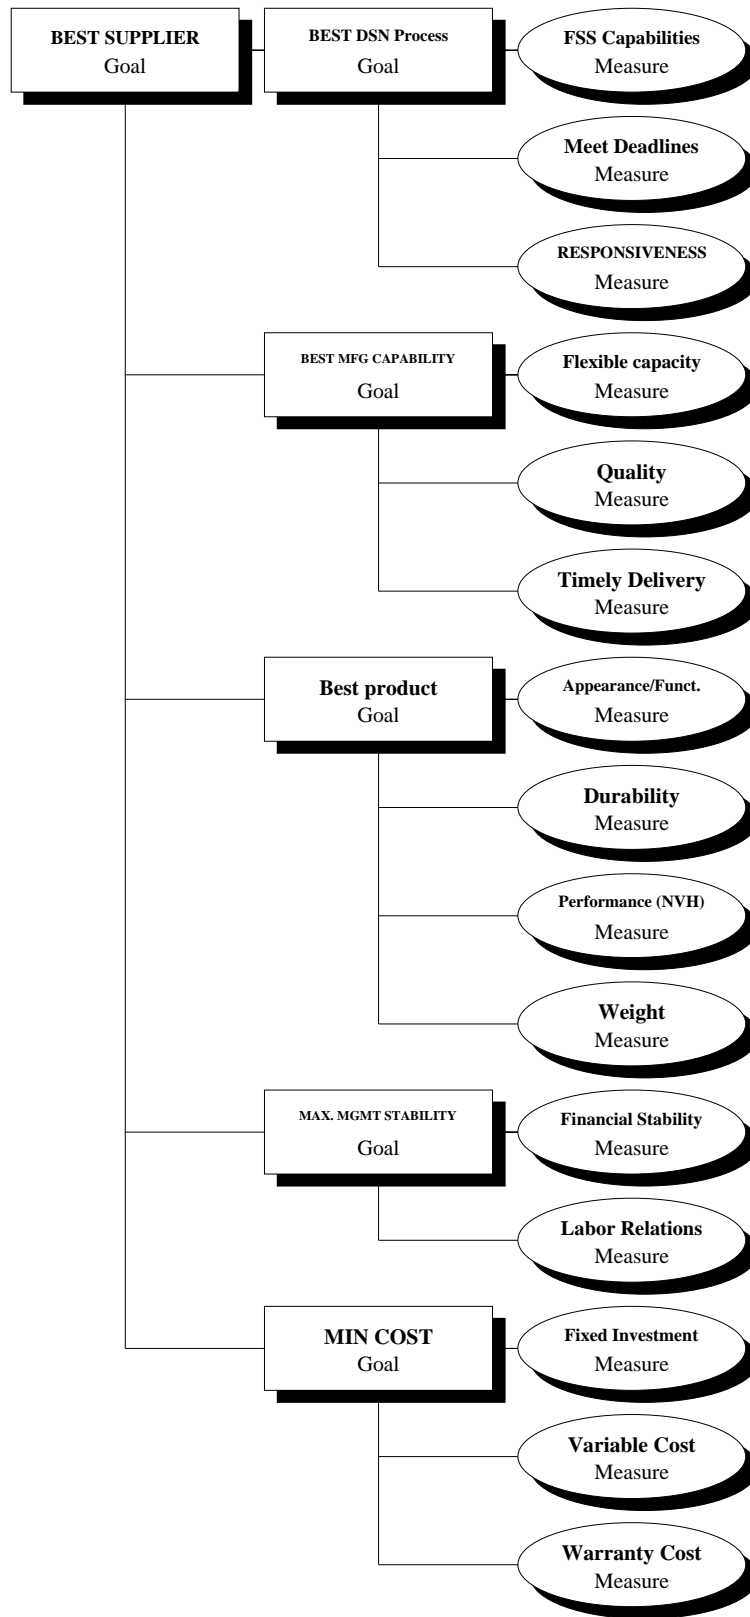 BEST SUPPLIER
Goal
BEST DSN Process
Goal
FSS Capabilities
Measure
Meet Deadlines
Measure
RESPONSIVENESS
Measure
BEST MFG CAPABILITY
Goal
Flexible capacity
Measure
Quality
Measure
Timely Delivery
Measure
Best product
Goal
Appearance/Funct.
Measure
Durability
Measure
Performance (NVH)
Measure
Weight
Measure
MAX. MGMT STABILITY
Goal
Financial Stability
Measure
Labor Relations
Measure
MIN COST
Goal
Fixed Investment
Measure
Variable Cost
Measure
Warranty Cost
Measure